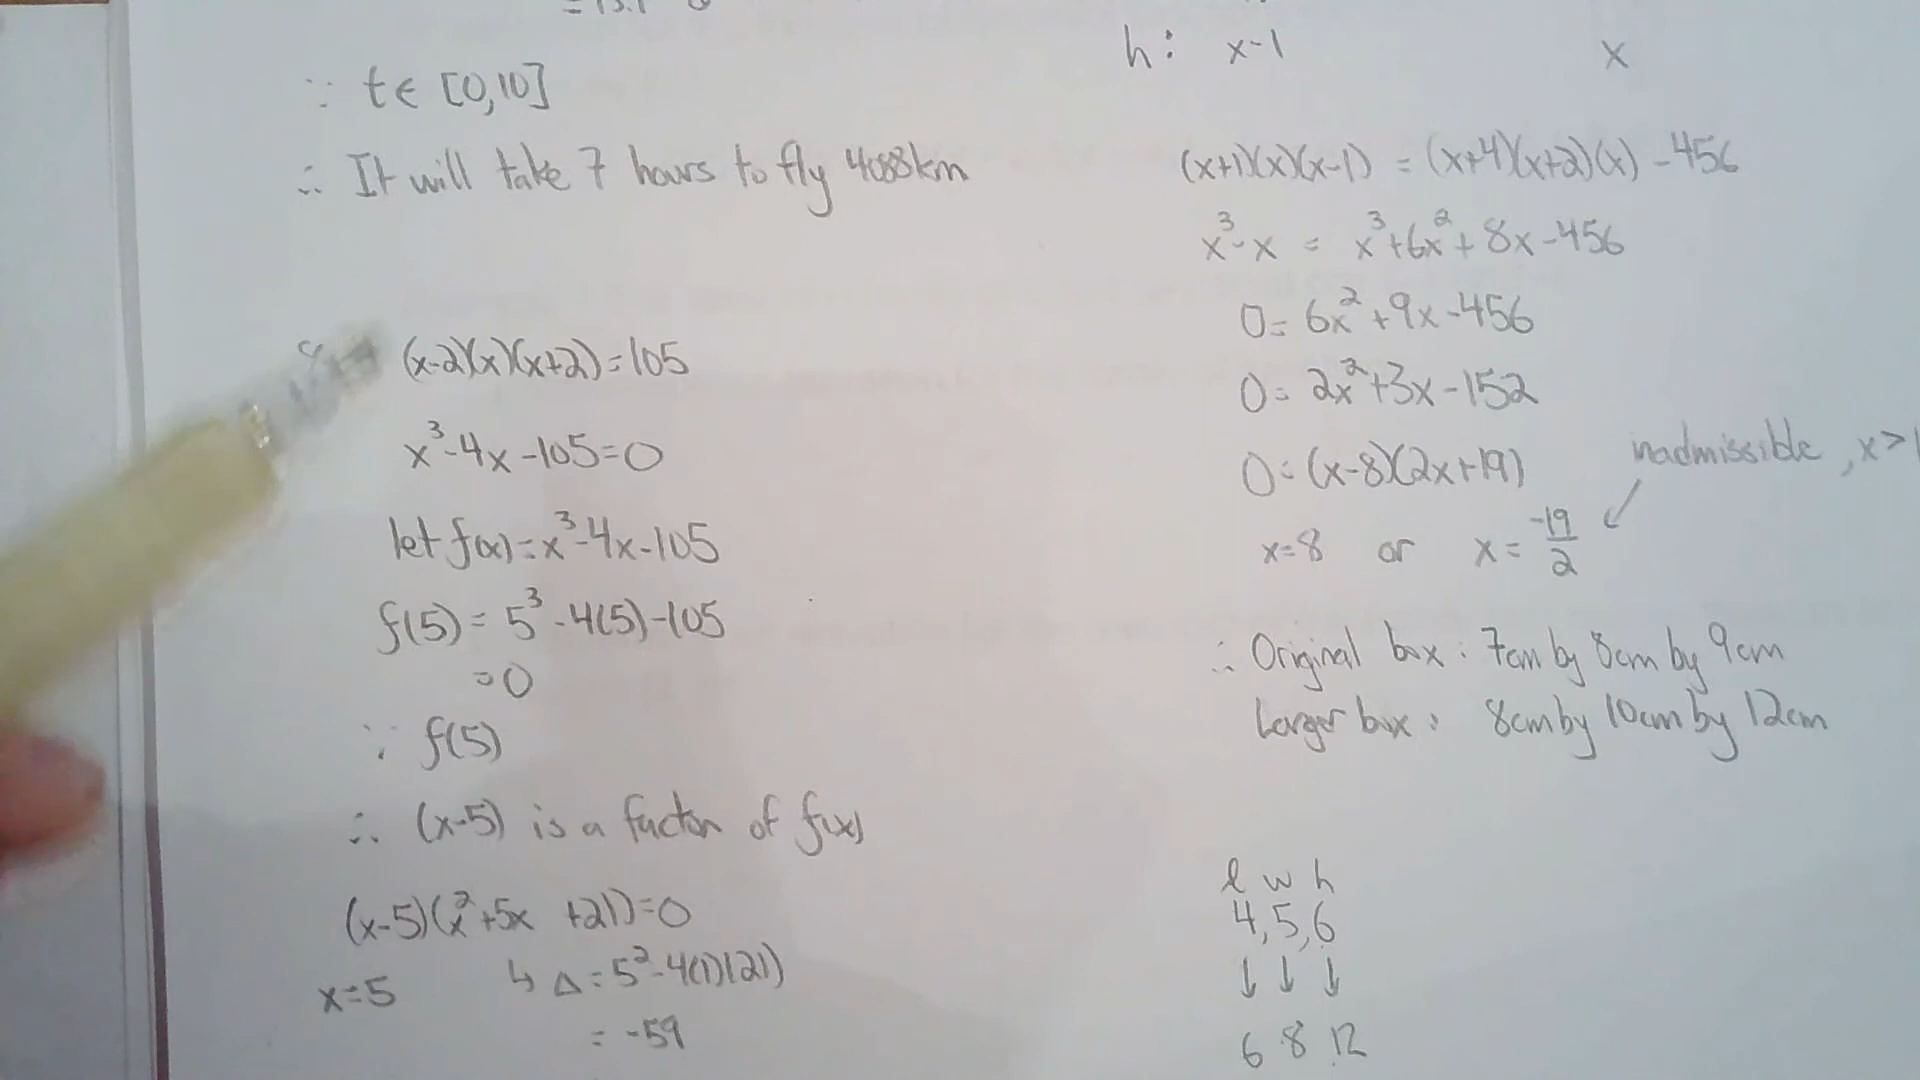 ∵ t∈ [0,10]
∴ It will take 7 hours to fly 4088km
(x-2)(x)(x+2)=105
x³-4x-105=0
let f(x)=x³-4x-105
f(5) = 5³-4(5)-105
=0
∵ f(5)
∴ (x-5) is a factor of f(x)
(x-5)(x²+5x +21)=0
x=5 ↳ Δ=5²-4(1)(21)
= -59
h: x-1 x
(x+1)(x)(x-1) = (x+4)(x+2)(x) -456
x³-x = x³+6x²+8x-456
0= 6x²+9x-456
0= 2x²+3x-152
0=(x-8)(2x+19)
inadmissible, x>1
x=8 or x= -19/2
∴ Original box: 7cm by 8cm by 9cm
Larger box: 8cm by 10cm by 12cm
l w h
4,5,6
↓ ↓ ↓
6 8 12